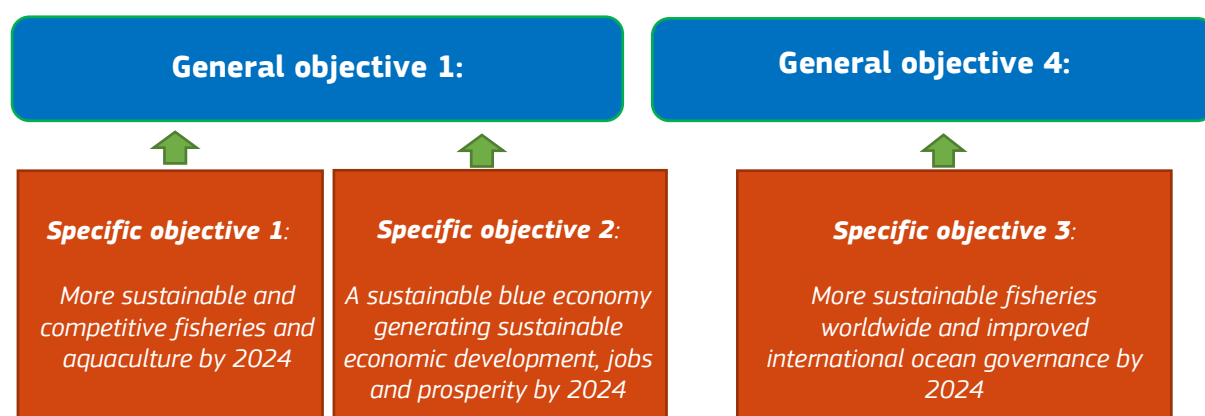 General objective 1:
General objective 4:
Specific objective 1:
More sustainable and
competitive fisheries and
aquaculture by 2024
Specific objective 2:
A sustainable blue economy
generating sustainable
economic development, jobs
and prosperity by 2024
Specific objective 3:
More sustainable fisheries
worldwide and improved
international ocean governance by
2024